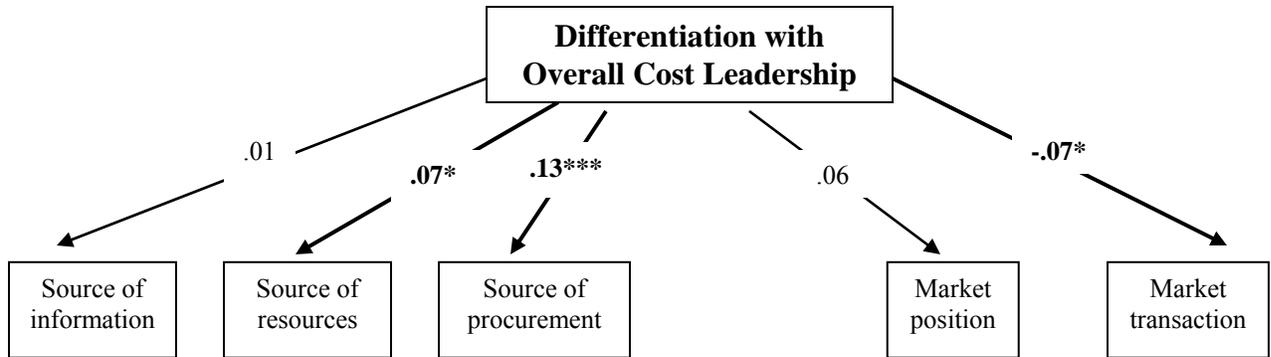 Differentiation with
Overall Cost Leadership
.01
.07*
.13***
.06
-.07*
Source of
information
Source of
resources
Source of
procurement
Market
position
Market
transaction